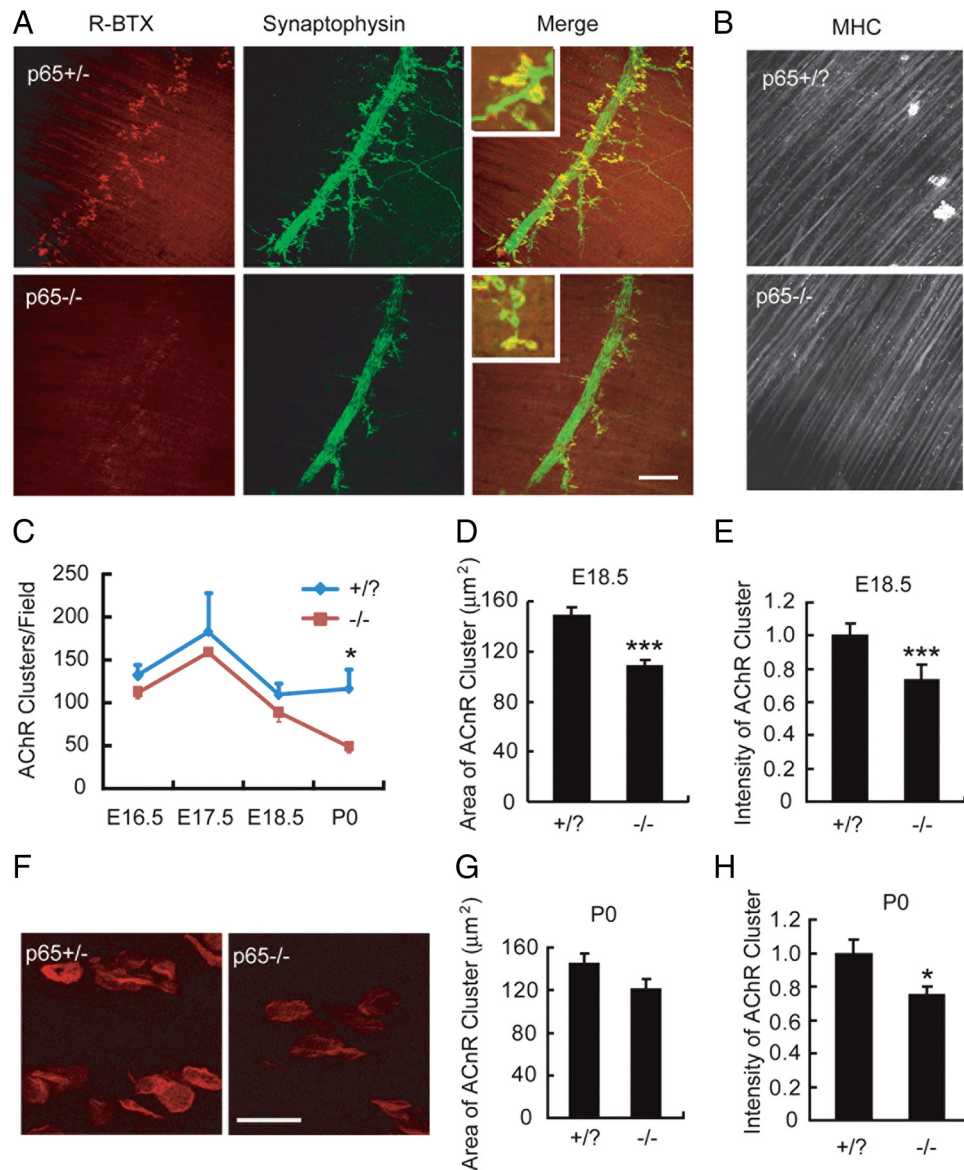 A
R-BTX Synaptophysin Merge
p65+/-
p65-/-
B
MHC
p65+/?
p65-/-
C
AChR Clusters/Field
250
200
150
100
50
0
E16.5 E17.5 E18.5 P0
+/?
-/-
*
D
E18.5
Area of ACnR Cluster (μm²)
160
120
80
40
0
***
+/? -/-
E
E18.5
Intensity of AChR Cluster
1.4
1.2
1
0.8
0.6
0.4
0.2
0
***
+/? -/-
F
p65+/-
p65-/-
G
P0
Area of ACnR Cluster (μm²)
160
120
80
40
0
+/? -/-
H
P0
Intensity of AChR Cluster
1.2
1.0
0.8
0.6
0.4
0.2
0
*
+/? -/-